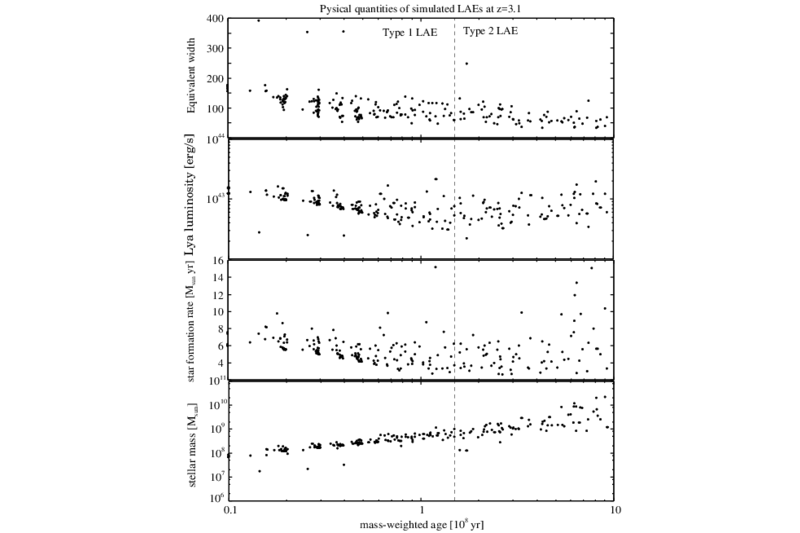 Pysical quantities of simulated LAEs at z=3.1
400
Type 1 LAE
Type 2 LAE
300
200
100
Equivalent width
10^44
10^43
Lya luminosity [erg/s]
16
14
12
10
8
6
4
star formation rate [M_sun yr]
10^11
10^10
10^9
10^8
10^7
10^6
stellar mass [M_sun]
0.1
1
10
mass-weighted age [10^8 yr]